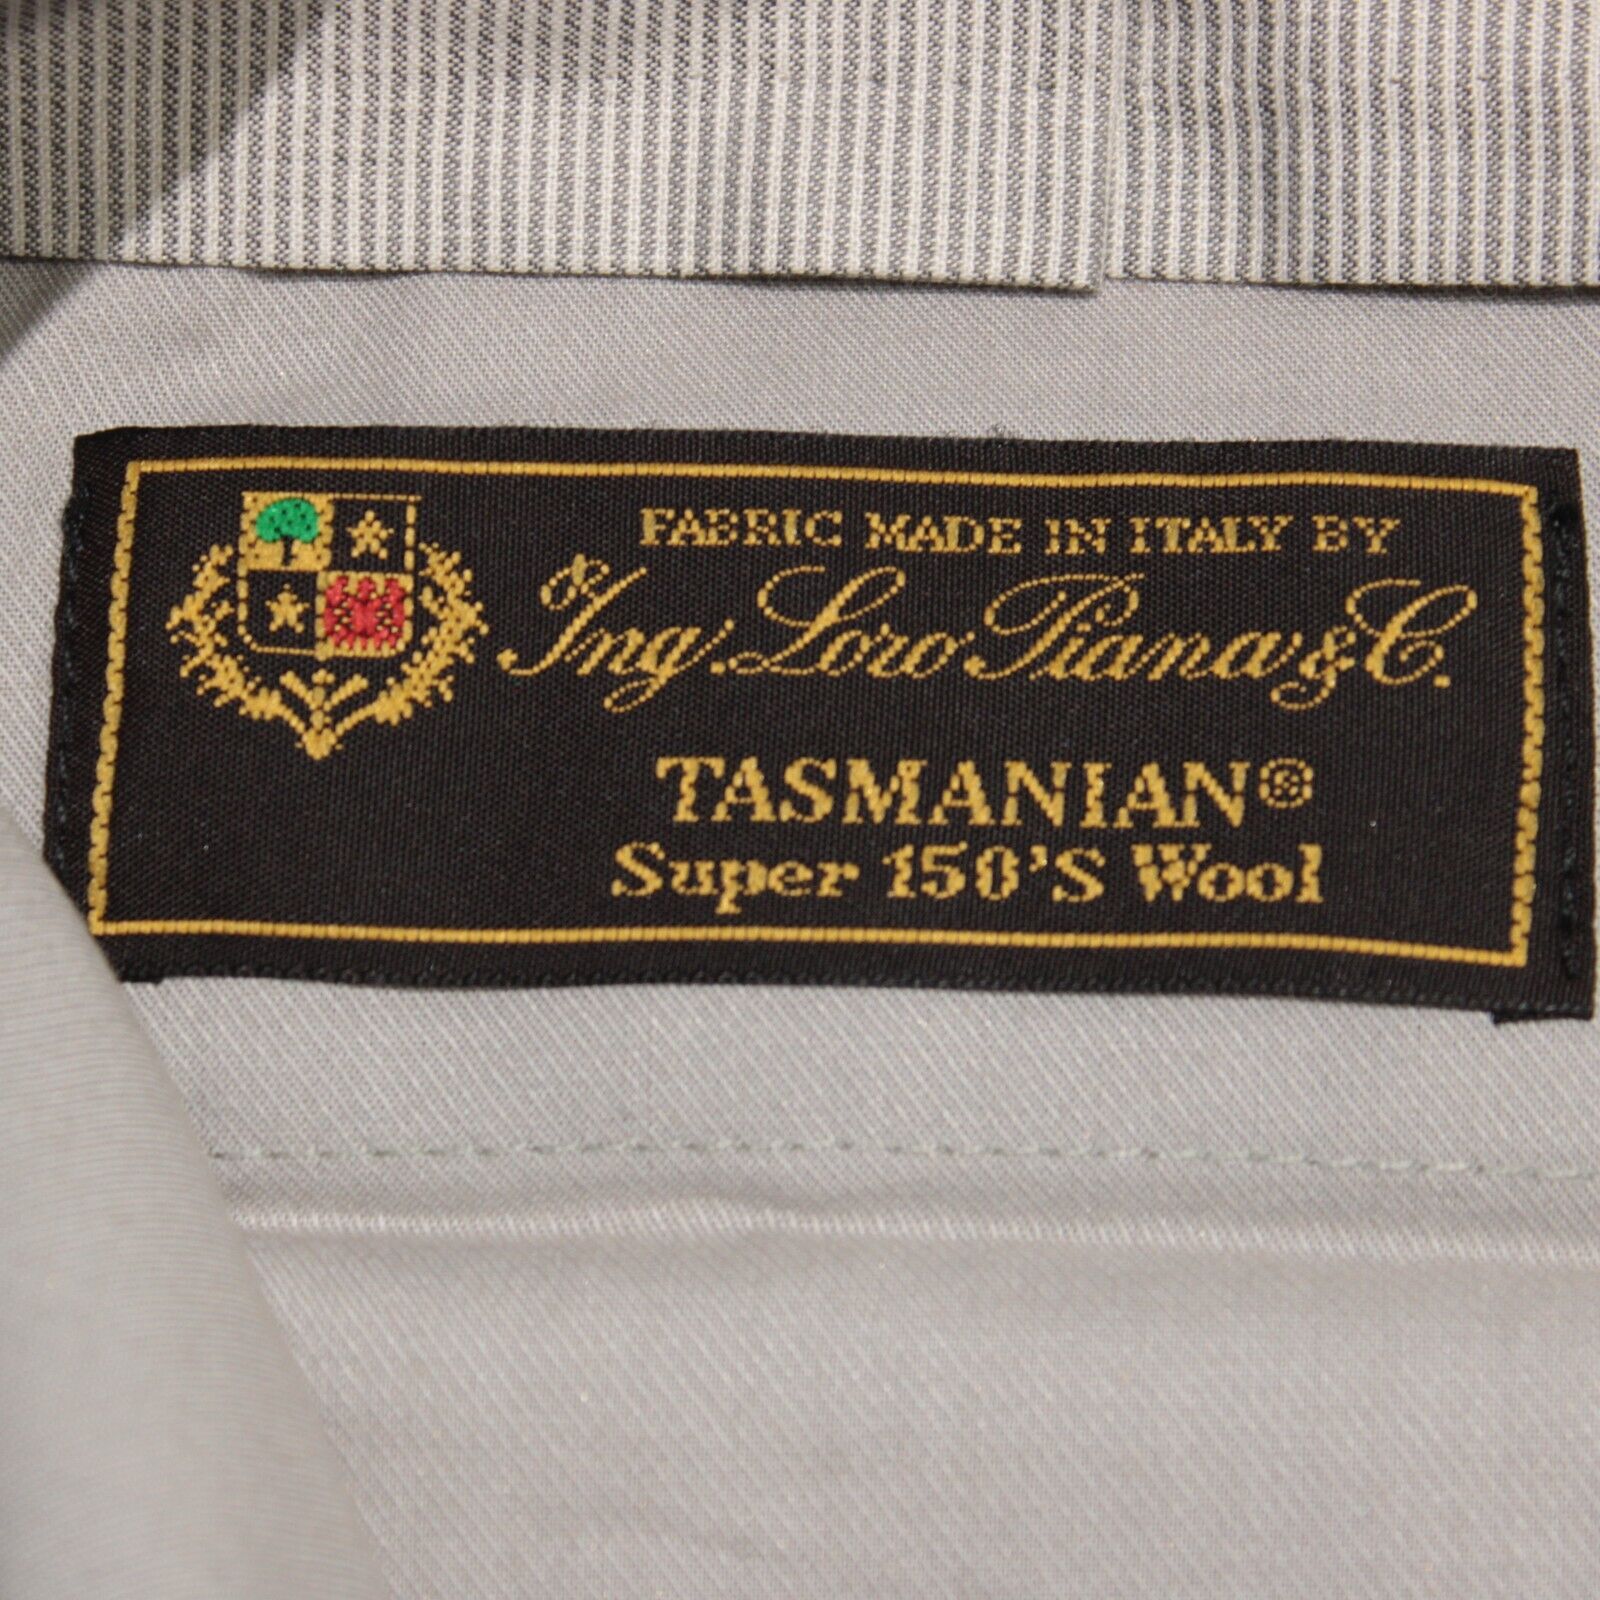 FABRIC MADE IN ITALY BY
Ing. Loro Piana & C.
TASMANIAN®
Super 150'S Wool